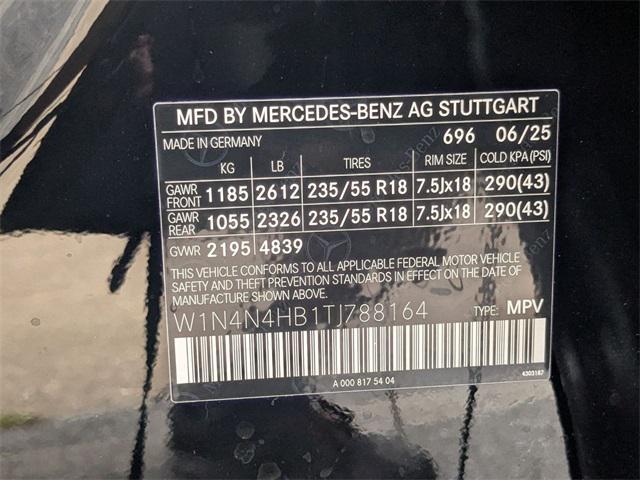 MFD BY MERCEDES-BENZ AG STUTTGART
MADE IN GERMANY 696 06/25
KG LB TIRES RIM SIZE COLD KPA(PSI)
GAWR FRONT 1185 2612 235/55 R18 7.5Jx18 290(43)
GAWR REAR 1055 2326 235/55 R18 7.5Jx18 290(43)
GVWR 2195 4839
THIS VEHICLE CONFORMS TO ALL APPLICABLE FEDERAL MOTOR VEHICLE
SAFETY AND THEFT PREVENTION STANDARDS IN EFFECT ON THE DATE
OF MANUFACTURE SHOWN ABOVE.
W1N4N4HB1TJ788164 TYPE: MPV
A 000 817 54 04 4303187